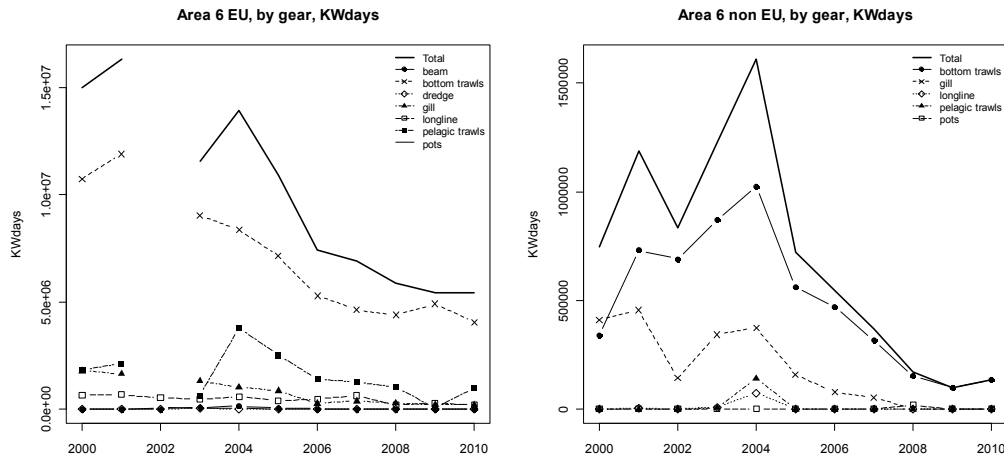 Area 6 EU, by gear, KWdays
Total
beam
bottom trawls
dredge
gill
longline
pelagic trawls
pots
KWdays
0.0e+00
5.0e+06
1.0e+07
1.5e+07
2000 2002 2004 2006 2008 2010
Area 6 non EU, by gear, KWdays
Total
bottom trawls
gill
longline
pelagic trawls
pots
KWdays
0
500000
1000000
1500000
2000 2002 2004 2006 2008 2010